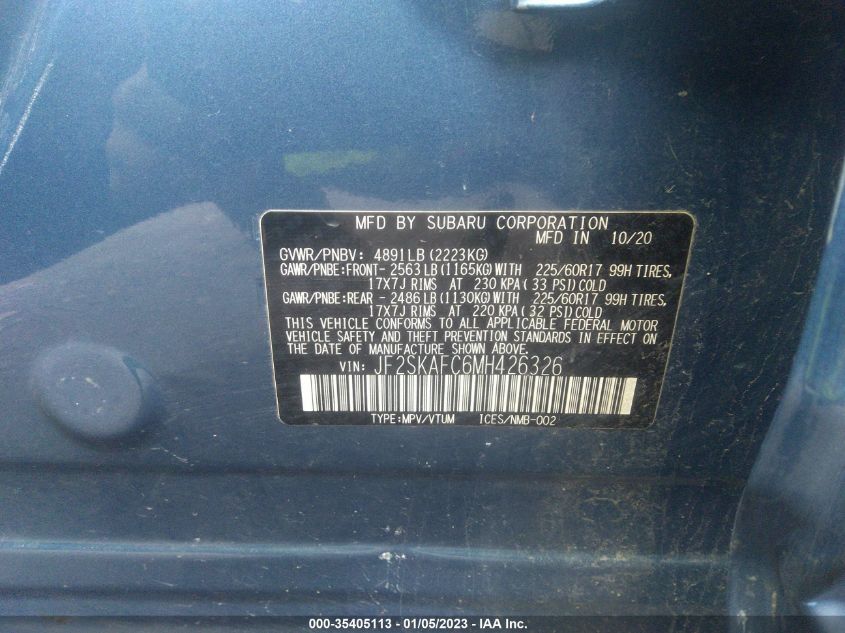 MFD BY SUBARU CORPORATION
MFD IN 10/20
GVWR/PNBV: 4891LB(2223KG)
GAWR/PNBE:FRONT- 2563LB(1165KG)WITH 225/60R17 99H TIRES,
17X7J RIMS AT 230 KPA(33 PSI)COLD
GAWR/PNBE:REAR - 2486LB(1130KG)WITH 225/60R17 99H TIRES,
17X7J RIMS AT 220 KPA(32 PSI)COLD
THIS VEHICLE CONFORMS TO ALL APPLICABLE FEDERAL MOTOR
VEHICLE SAFETY AND THEFT PREVENTION STANDARDS IN EFFECT ON
THE DATE OF MANUFACTURE SHOWN ABOVE.
VIN: JF2SKAFC6MH426326
TYPE:MPV/VTUM ICES/NMB-002
000-35405113 - 01/05/2023 - IAA Inc.